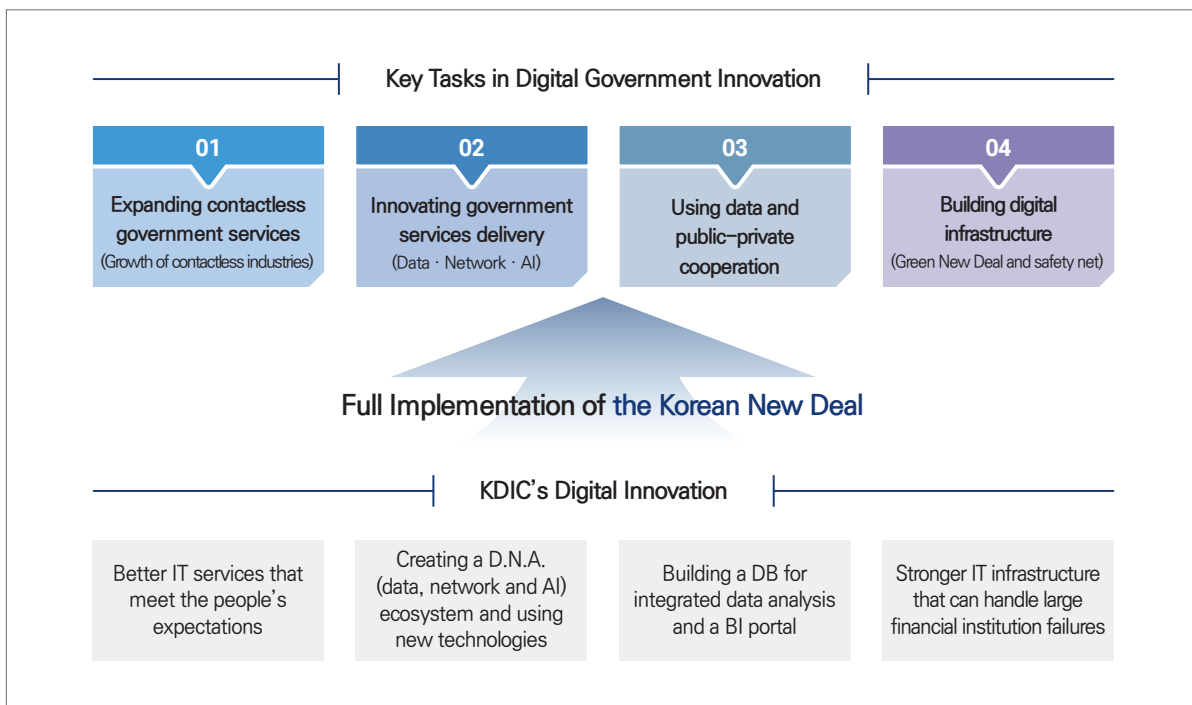 Key Tasks in Digital Government Innovation
01
Expanding contactless
government services
(Growth of contactless industries)
02
Innovating government
services delivery
(Data · Network · AI)
03
Using data and
public-private
cooperation
04
Building digital
infrastructure
(Green New Deal and safety net)
Full Implementation of the Korean New Deal
KDIC's Digital Innovation
Better IT services that
meet the people's
expectations
Creating a D.N.A.
(data, network and AI)
ecosystem and using
new technologies
Building a DB for
integrated data analysis
and a BI portal
Stronger IT infrastructure
that can handle large
financial institution failures